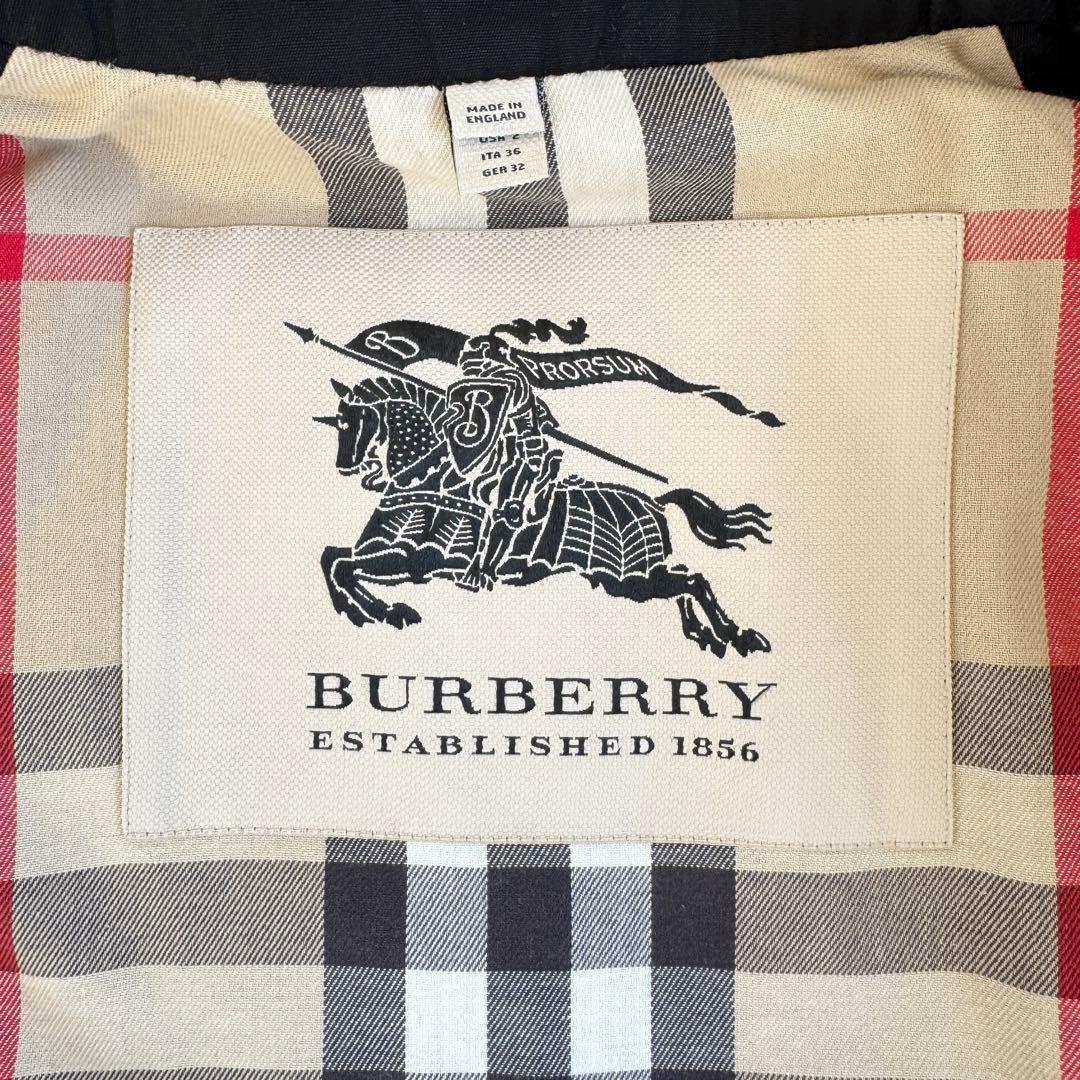 MADE IN
ENGLAND
USA 2
ITA 36
GER 32
B
PRORSUM
B
BURBERRY
ESTABLISHED 1856